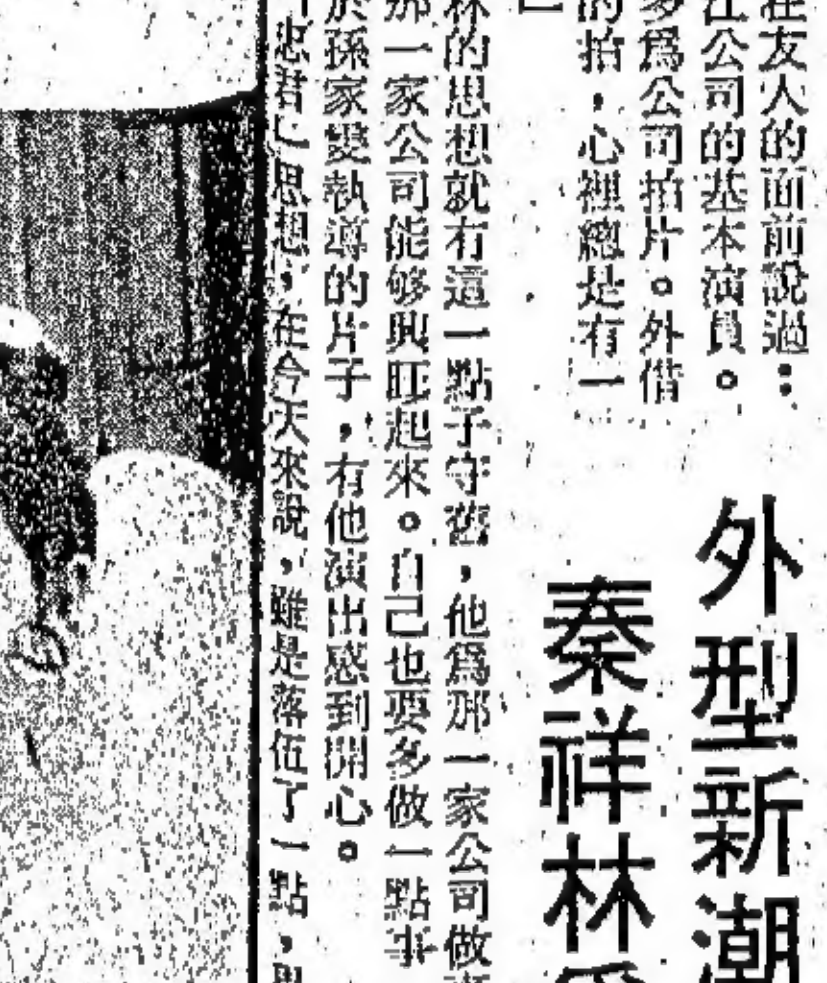 在友人的面前說過：
江公司的基本演員。
多爲公司拍片。外借
的拍，心裡總是有一
外型新潮
秦祥林
林的思想就有這一點子守舊，他爲那一家公司做
那一家公司能够興旺起來。自己也要多做一點事
於孫家雯執導的片子，有他演出感到開心。
忠君思想，在今天來說，雖是落伍了一點，